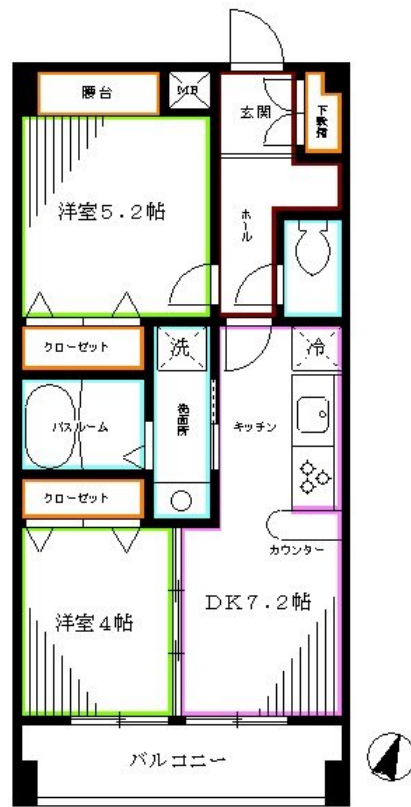 腰台
MB
玄関
下駄箱
洋室5.2帖
ホール
クローゼット
洗
冷
バスルーム
洗面所
キッチン
クローゼット
カウンター
洋室4帖
DK7.2帖
バルコニー